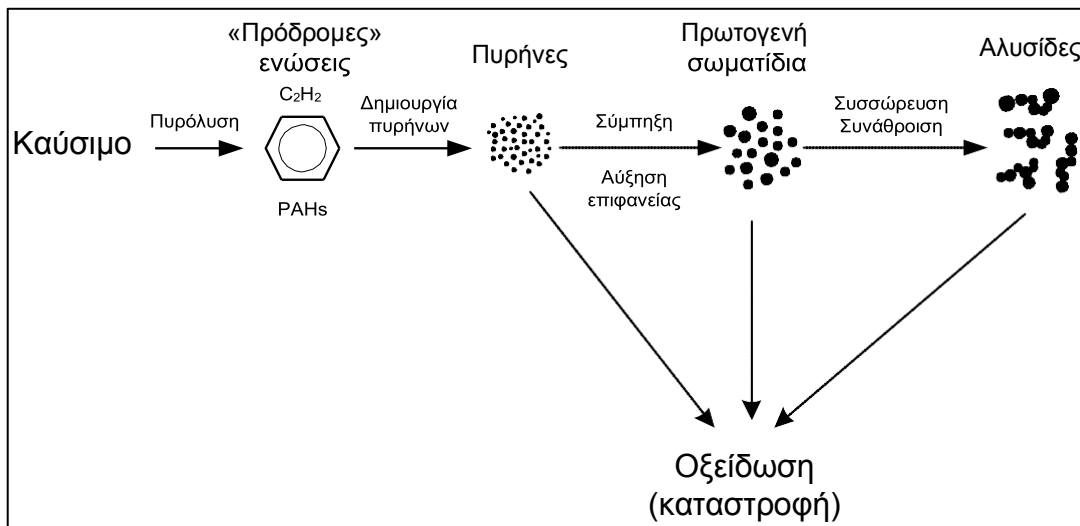 «Πρόδρομες»
ενώσεις
C₂H₂
PAHs
Πυρήνες
Πρωτογενή
σωματίδια
Αλυσίδες
Καύσιμο
Πυρόλυση
Δημιουργία
πυρήνων
Σύμπηξη
Αύξηση
επιφανείας
Συσσώρευση
Συνάθροιση
Οξείδωση
(καταστροφή)